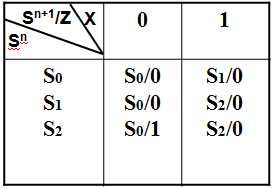 Sⁿ⁺¹/Z X 0 1
Sⁿ
S₀ S₀/0 S₁/0
S₁ S₀/0 S₂/0
S₂ S₀/1 S₂/0